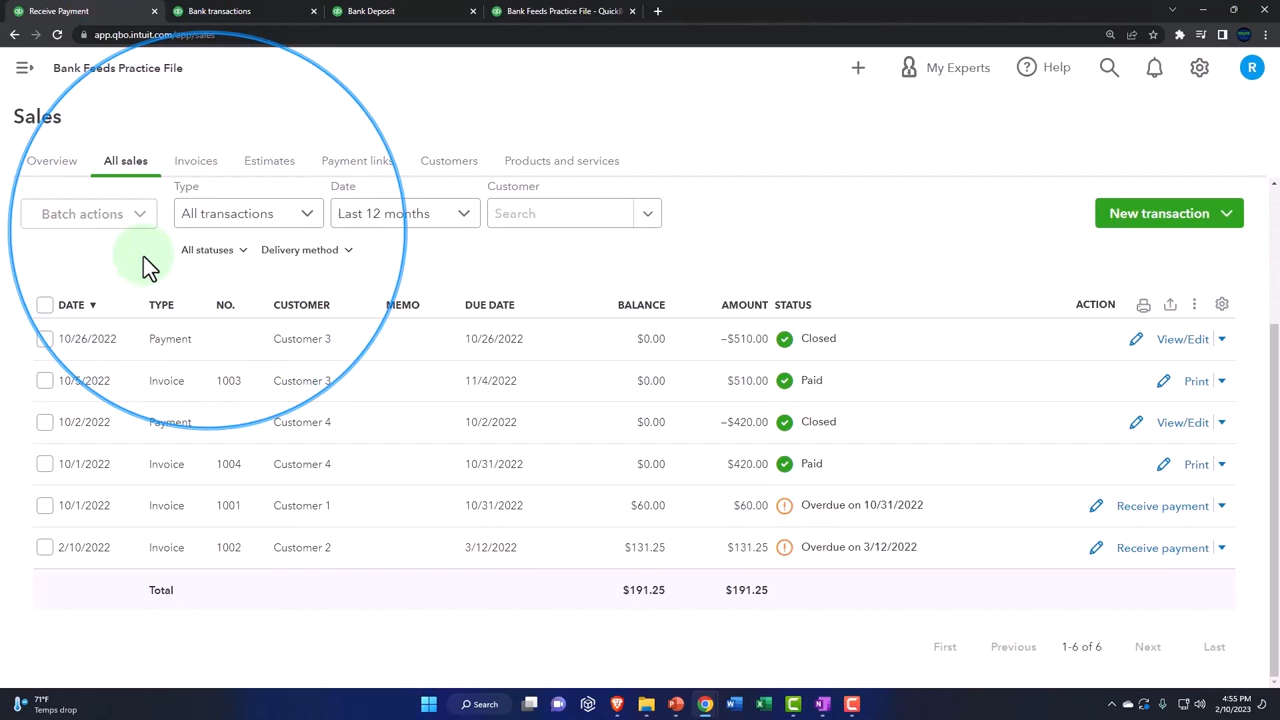 Receive Payment
Bank transactions
Bank Deposit
Bank Feeds Practice File - QuickB
app.qbo.intuit.com/app/sales
Bank Feeds Practice File
My Experts
Help
R
Sales
Overview
All sales
Invoices
Estimates
Payment links
Customers
Products and services
Type
Date
Customer
Batch actions
All transactions
Last 12 months
Search
New transaction
All statuses
Delivery method
DATE TYPE NO. CUSTOMER MEMO DUE DATE BALANCE AMOUNT STATUS ACTION
10/26/2022 Payment Customer 3 10/26/2022 $0.00 –$510.00 Closed View/Edit
10/5/2022 Invoice 1003 Customer 3 11/4/2022 $0.00 $510.00 Paid Print
10/2/2022 Payment Customer 4 10/2/2022 $0.00 –$420.00 Closed View/Edit
10/1/2022 Invoice 1004 Customer 4 10/31/2022 $0.00 $420.00 Paid Print
10/1/2022 Invoice 1001 Customer 1 10/31/2022 $60.00 $60.00 Overdue on 10/31/2022 Receive payment
2/10/2022 Invoice 1002 Customer 2 3/12/2022 $131.25 $131.25 Overdue on 3/12/2022 Receive payment
Total $191.25 $191.25
First Previous 1-6 of 6 Next Last
71°F
Temps drop
Search
4:55 PM
2/10/2023